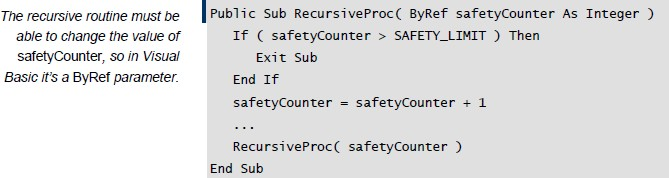 The recursive routine must be
able to change the value of
safetyCounter, so in Visual
Basic it's a ByRef parameter.
Public Sub RecursiveProc( ByRef safetyCounter As Integer )
   If ( safetyCounter > SAFETY_LIMIT ) Then
      Exit Sub
   End If
   safetyCounter = safetyCounter + 1
   ...
   RecursiveProc( safetyCounter )
End Sub